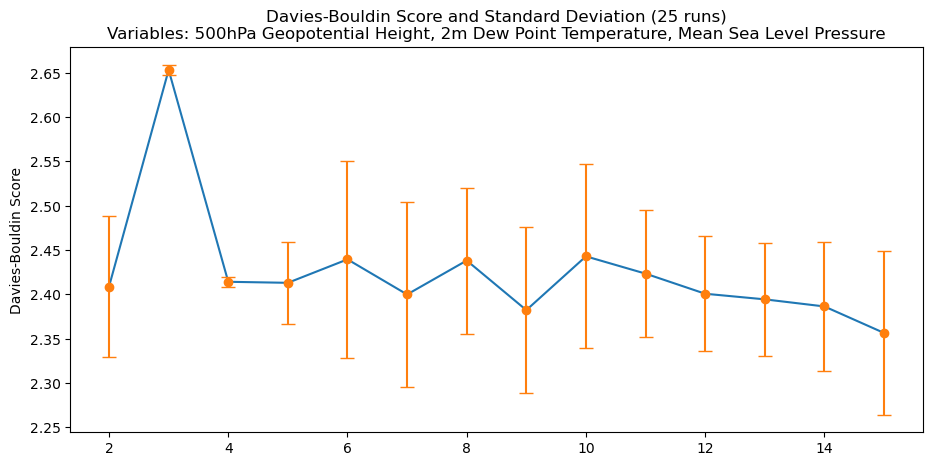 Davies-Bouldin Score and Standard Deviation (25 runs)
Variables: 500hPa Geopotential Height, 2m Dew Point Temperature, Mean Sea Level Pressure
Davies-Bouldin Score
2.65
2.60
2.55
2.50
2.45
2.40
2.35
2.30
2.25
2 4 6 8 10 12 14